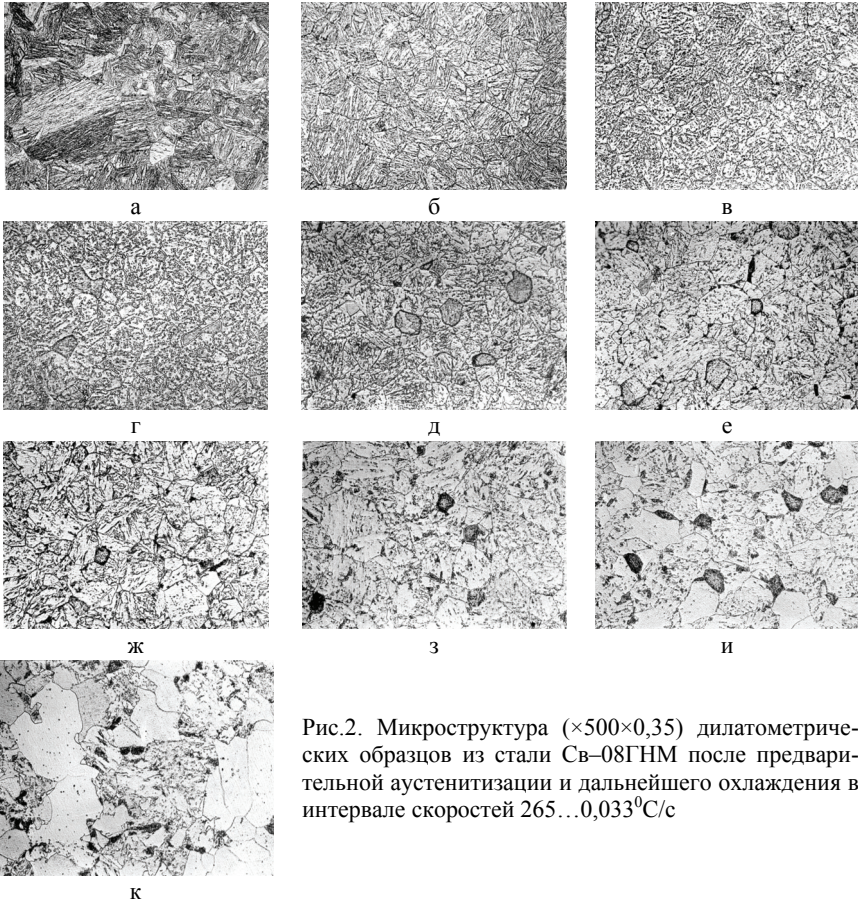 а б в
г д е
ж з и
Рис.2. Микроструктура (×500×0,35) дилатометриче-
ских образцов из стали Св–08ГНМ после предвари-
тельной аустенитизации и дальнейшего охлаждения в
интервале скоростей 265…0,033⁰С/с
к